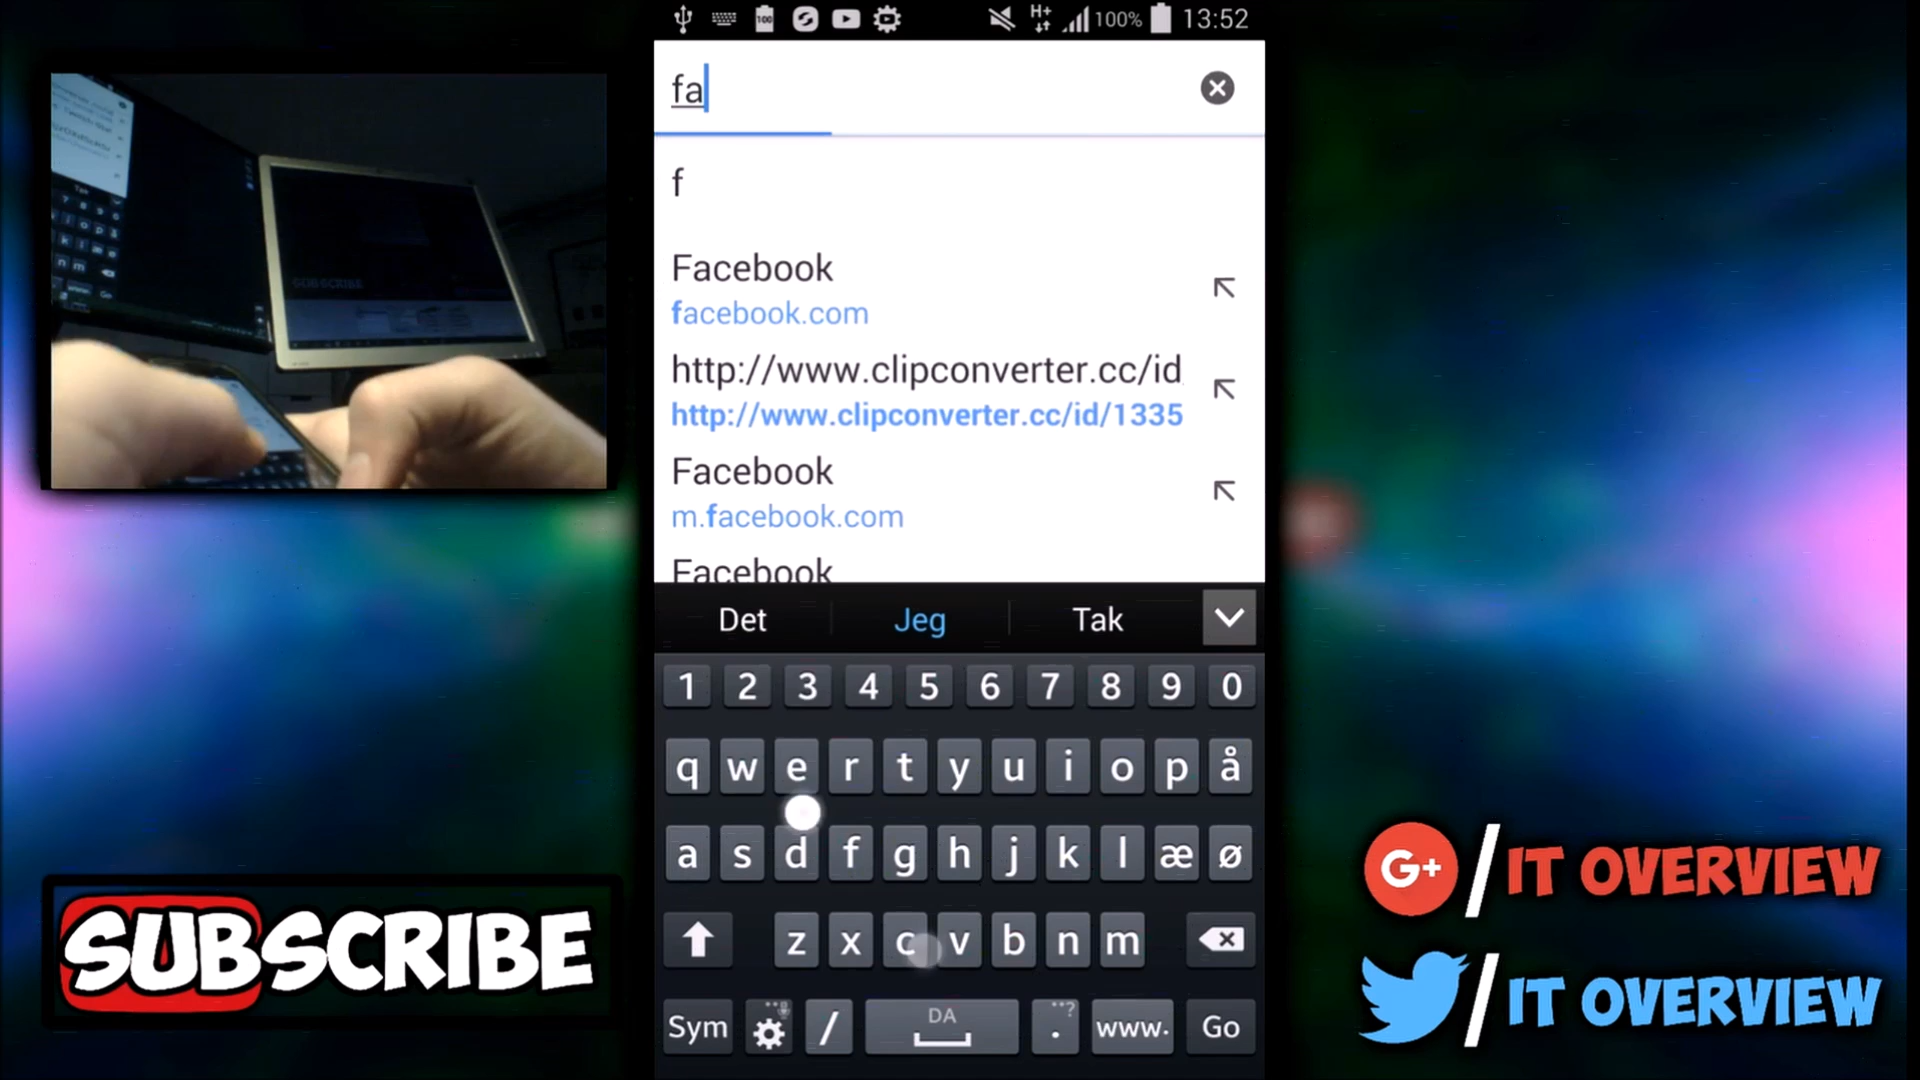 100
H+
100%
13:52
fa
f
Facebook
facebook.com
http://www.clipconverter.cc/id
http://www.clipconverter.cc/id/1335
Facebook
m.facebook.com
Facebook
Det Jeg Tak
1 2 3 4 5 6 7 8 9 0
q w e r t y u i o p å
a s d f g h j k l æ ø
z x c v b n m
Sym / DA . ..? www. Go
SUBSCRIBE
SUBSCRIBE
G+ / IT OVERVIEW
/ IT OVERVIEW